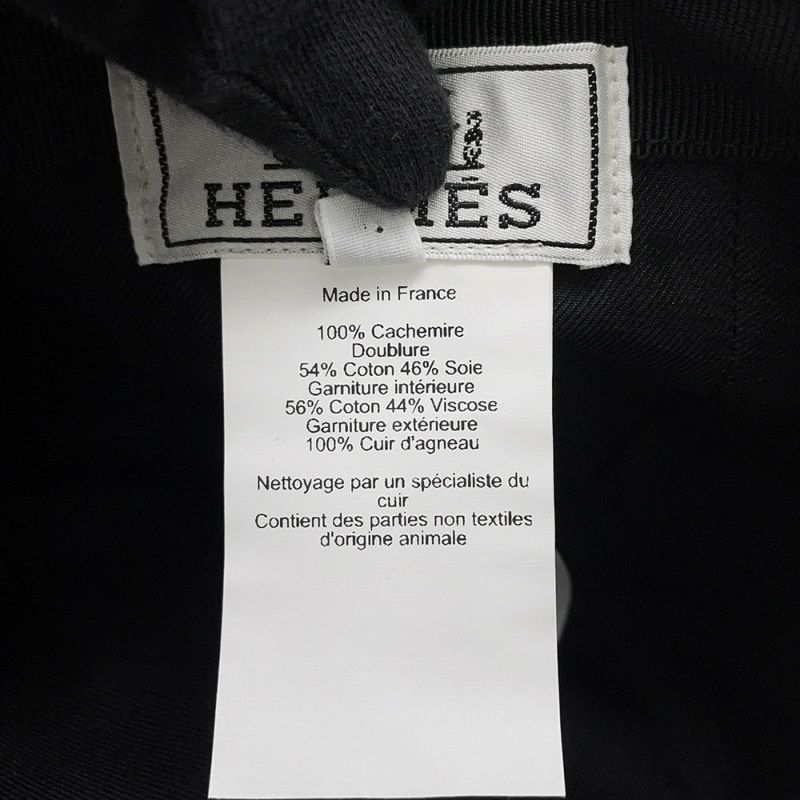 HERMÈS
Made in France
100% Cachemire
Doublure
54% Coton 46% Soie
Garniture intérieure
56% Coton 44% Viscose
Garniture extérieure
100% Cuir d'agneau
Nettoyage par un spécialiste du
cuir
Contient des parties non textiles
d'origine animale